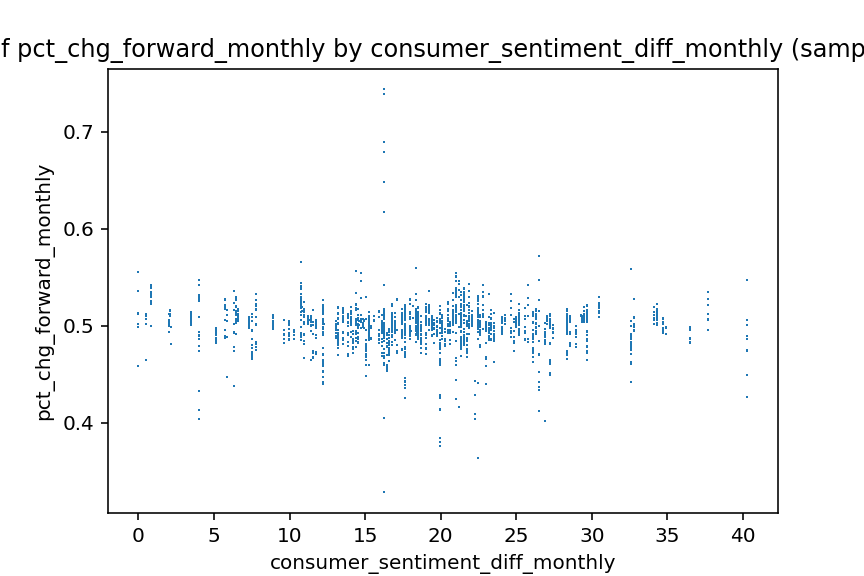 f pct_chg_forward_monthly by consumer_sentiment_diff_monthly (samp
0.7
0.6
0.5
0.4
pct_chg_forward_monthly
0 5 10 15 20 25 30 35 40
consumer_sentiment_diff_monthly